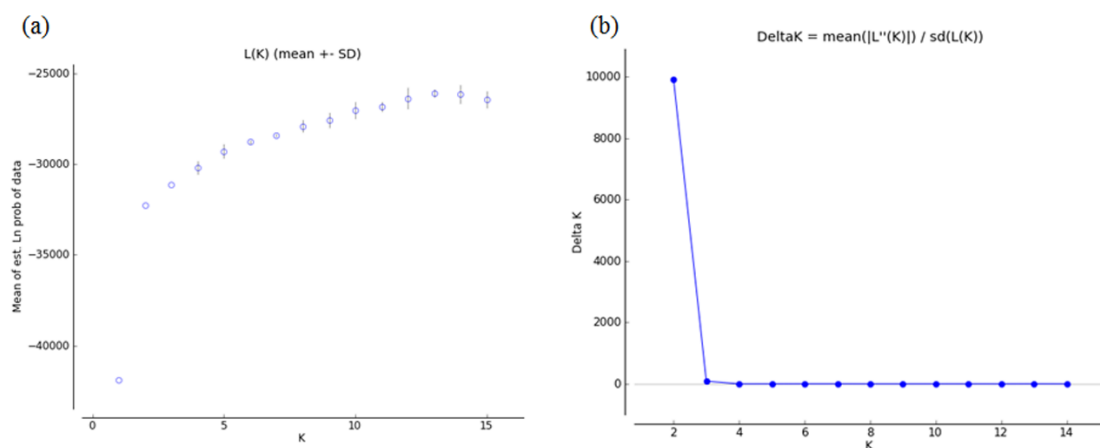 (a)
L(K) (mean +- SD)
−25000
−30000
−35000
−40000
Mean of est. Ln prob of data
0
5
10
15
K
(b)
DeltaK = mean(|L''(K)|) / sd(L(K))
10000
8000
6000
4000
2000
0
Delta K
2
4
6
8
10
12
14
K